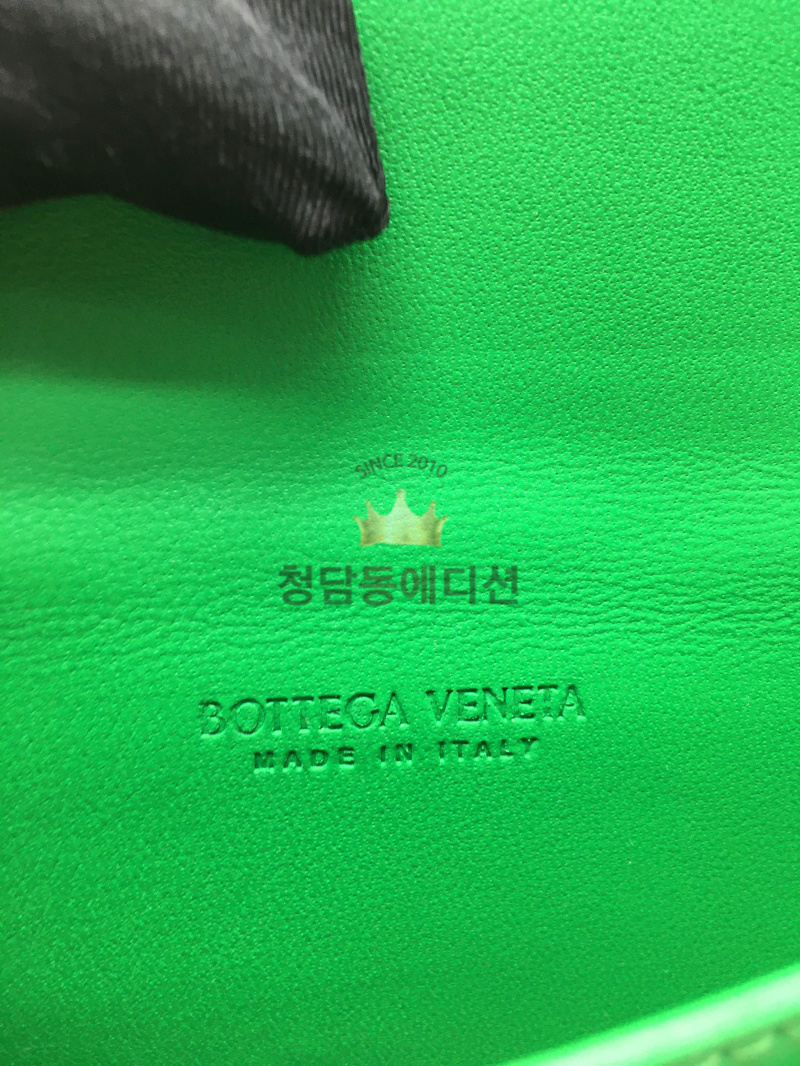 SINCE 2010
청담동에디션
BOTTEGA VENETA
MADE IN ITALY